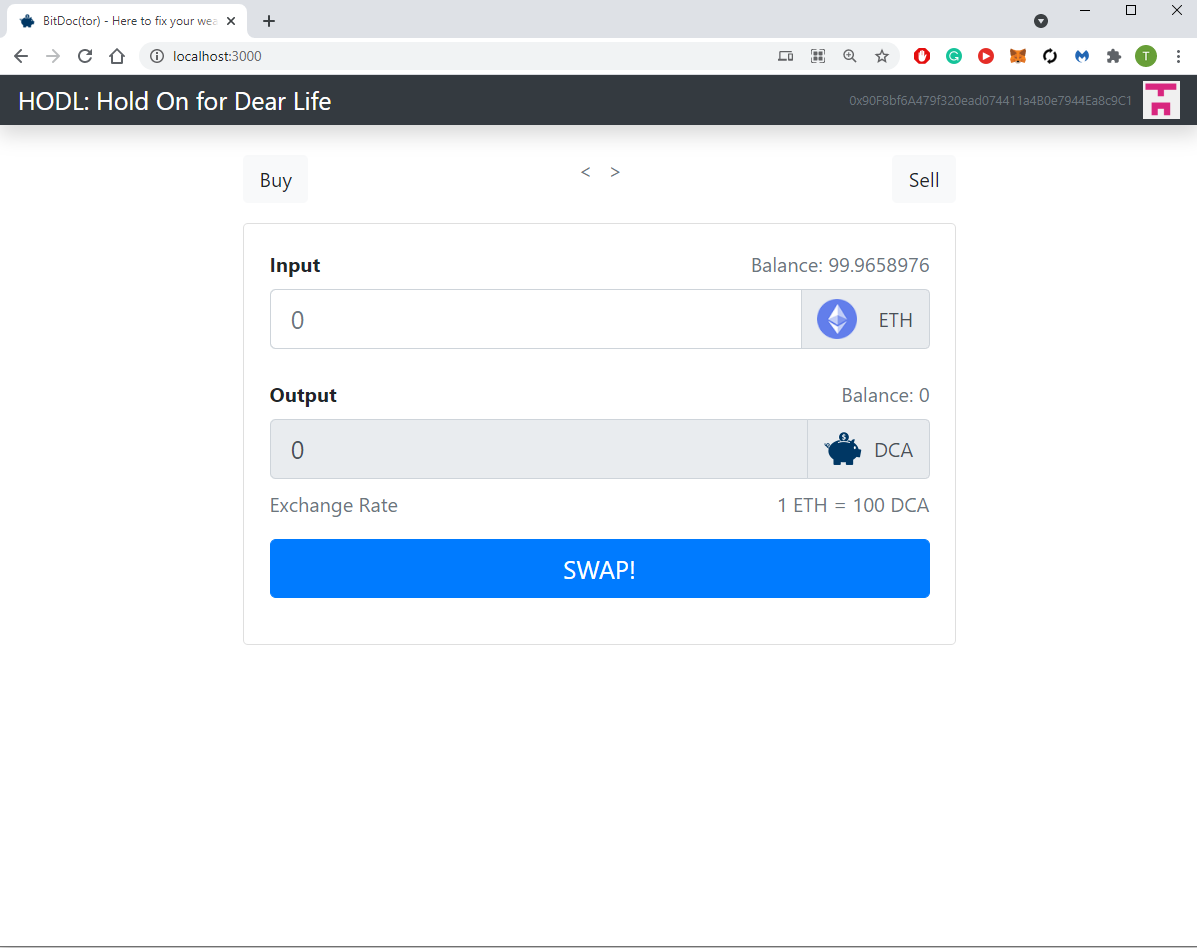 BitDoc(tor) - Here to fix your wea
localhost:3000
T
HODL: Hold On for Dear Life
0x90F8bf6A479f320ead074411a4B0e7944Ea8c9C1
Buy
< >
Sell
Input
Balance: 99.9658976
0
ETH
Output
Balance: 0
0
DCA
Exchange Rate
1 ETH = 100 DCA
SWAP!